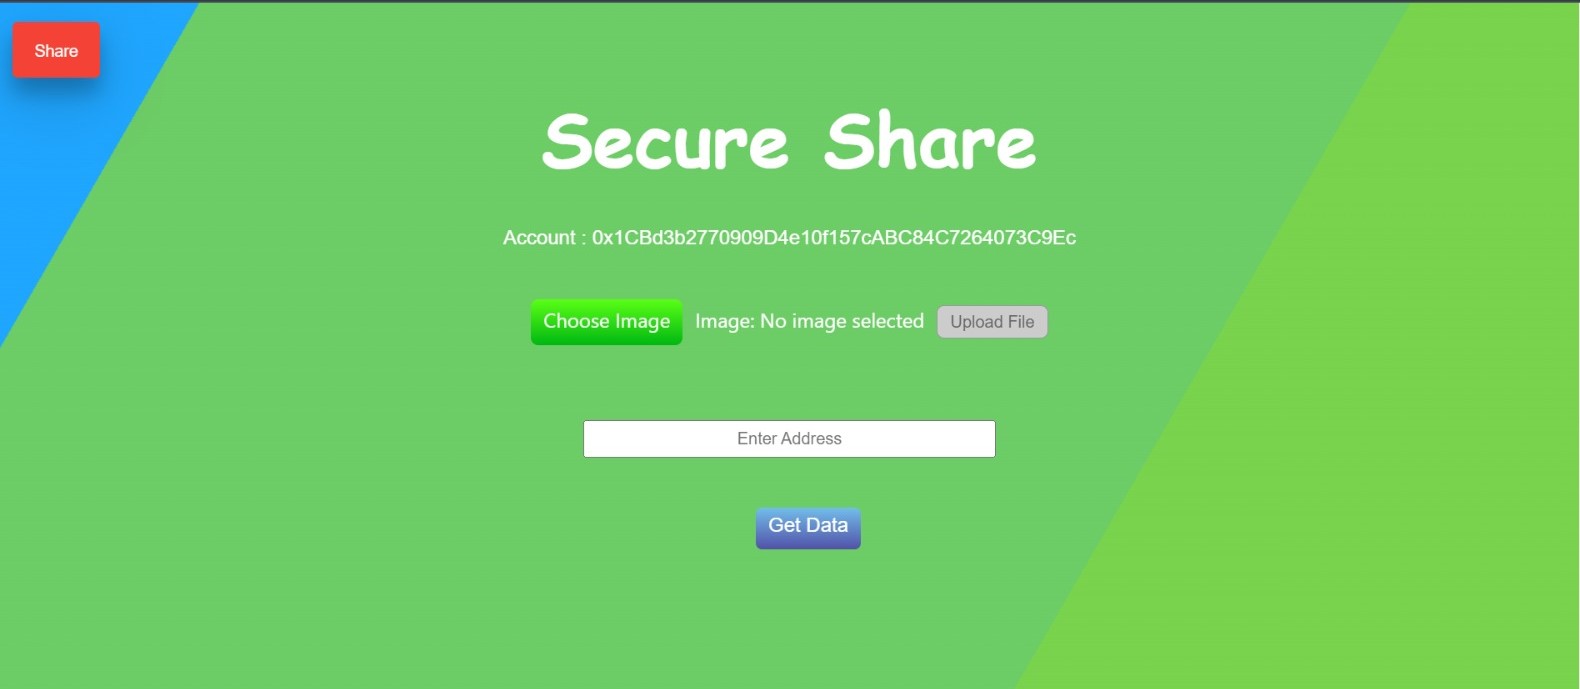 Share
Secure Share
Account : 0x1CBd3b2770909D4e10f157cABC84C7264073C9Ec
Choose Image Image: No image selected Upload File
Enter Address
Get Data